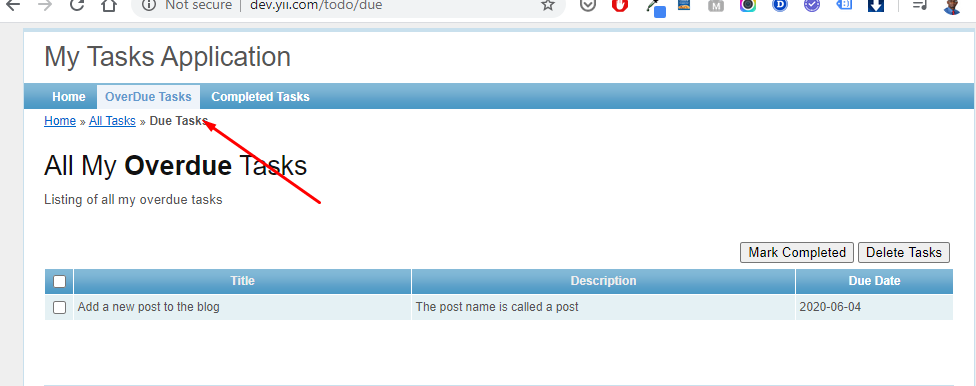 Not secure | dev.yii.com/todo/due
My Tasks Application
Home OverDue Tasks Completed Tasks
Home » All Tasks » Due Tasks
All My Overdue Tasks
Listing of all my overdue tasks
Mark Completed Delete Tasks
Title Description Due Date
Add a new post to the blog The post name is called a post 2020-06-04